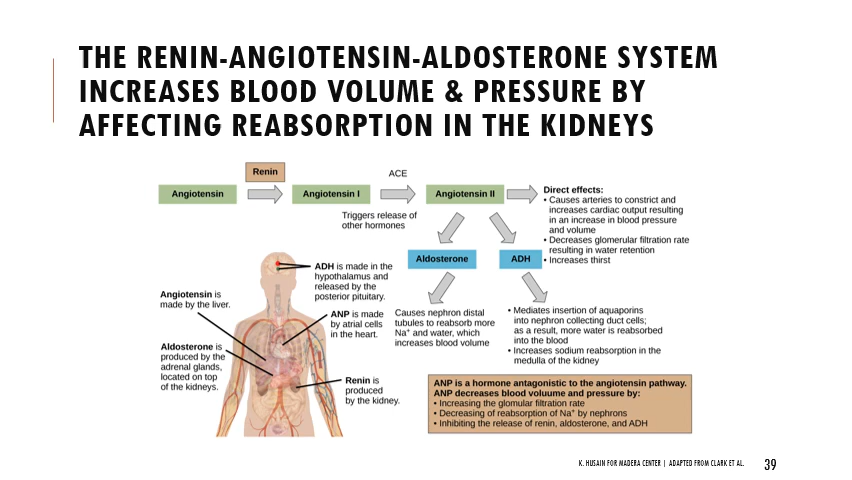 THE RENIN-ANGIOTENSIN-ALDOSTERONE SYSTEM
INCREASES BLOOD VOLUME & PRESSURE BY
AFFECTING REABSORPTION IN THE KIDNEYS
Renin
ACE
Angiotensin
Angiotensin I
Angiotensin II
Direct effects:
• Causes arteries to constrict and
increases cardiac output resulting
in an increase in blood pressure
and volume
• Decreases glomerular filtration rate
resulting in water retention
• Increases thirst
Triggers release of
other hormones
Aldosterone
ADH
ADH is made in the
hypothalamus and
released by the
posterior pituitary.
Angiotensin is
made by the liver.
ANP is made
by atrial cells
in the heart.
Aldosterone is
produced by the
adrenal glands,
located on top
of the kidneys.
Renin is
produced
by the kidney.
Causes nephron distal
tubules to reabsorb more
Na⁺ and water, which
increases blood volume
• Mediates insertion of aquaporins
into nephron collecting duct cells;
as a result, more water is reabsorbed
into the blood
• Increases sodium reabsorption in the
medulla of the kidney
ANP is a hormone antagonistic to the angiotensin pathway.
ANP decreases blood voluume and pressure by:
• Increasing the glomular filtration rate
• Decreasing of reabsorption of Na⁺ by nephrons
• Inhibiting the release of renin, aldosterone, and ADH
K. HUSAIN FOR MADERA CENTER | ADAPTED FROM CLARK ET AL.
39